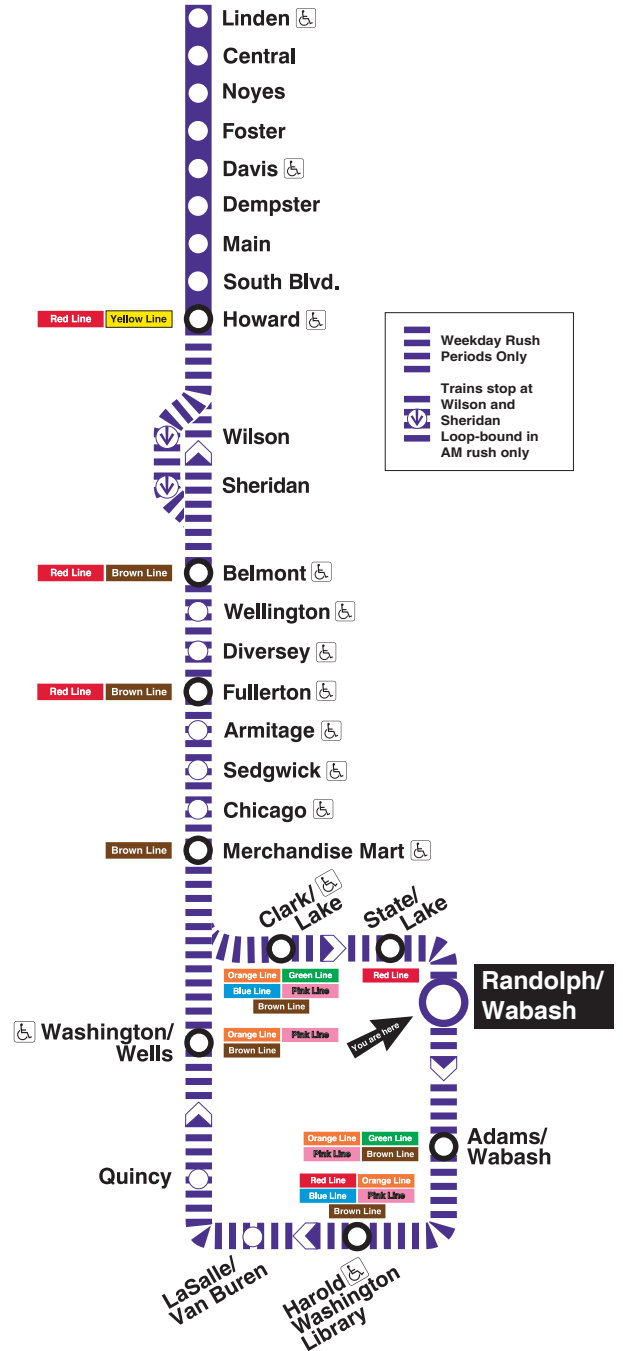 Linden
Central
Noyes
Foster
Davis
Dempster
Main
South Blvd.
Red Line Yellow Line Howard
Weekday Rush
Periods Only
Trains stop at
Wilson and
Sheridan
Loop-bound in
AM rush only
Wilson
Sheridan
Red Line Brown Line Belmont
Wellington
Diversey
Red Line Brown Line Fullerton
Armitage
Sedgwick
Chicago
Brown Line Merchandise Mart
Clark/
Lake
State/
Lake
Orange Line Green Line
Blue Line Pink Line
Brown Line
Red Line
Randolph/
Wabash
You are here
Washington/
Wells
Orange Line Pink Line
Brown Line
Orange Line Green Line
Pink Line Brown Line
Adams/
Wabash
Quincy
Red Line Orange Line
Blue Line Pink Line
Brown Line
LaSalle/
Van Buren
Harold
Washington
Library